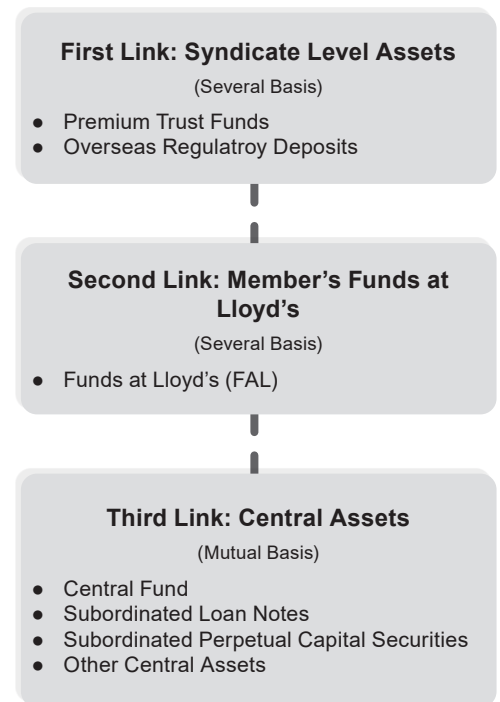 First Link: Syndicate Level Assets
(Several Basis)
● Premium Trust Funds
● Overseas Regulatroy Deposits
Second Link: Member’s Funds at
Lloyd’s
(Several Basis)
● Funds at Lloyd’s (FAL)
Third Link: Central Assets
(Mutual Basis)
● Central Fund
● Subordinated Loan Notes
● Subordinated Perpetual Capital Securities
● Other Central Assets